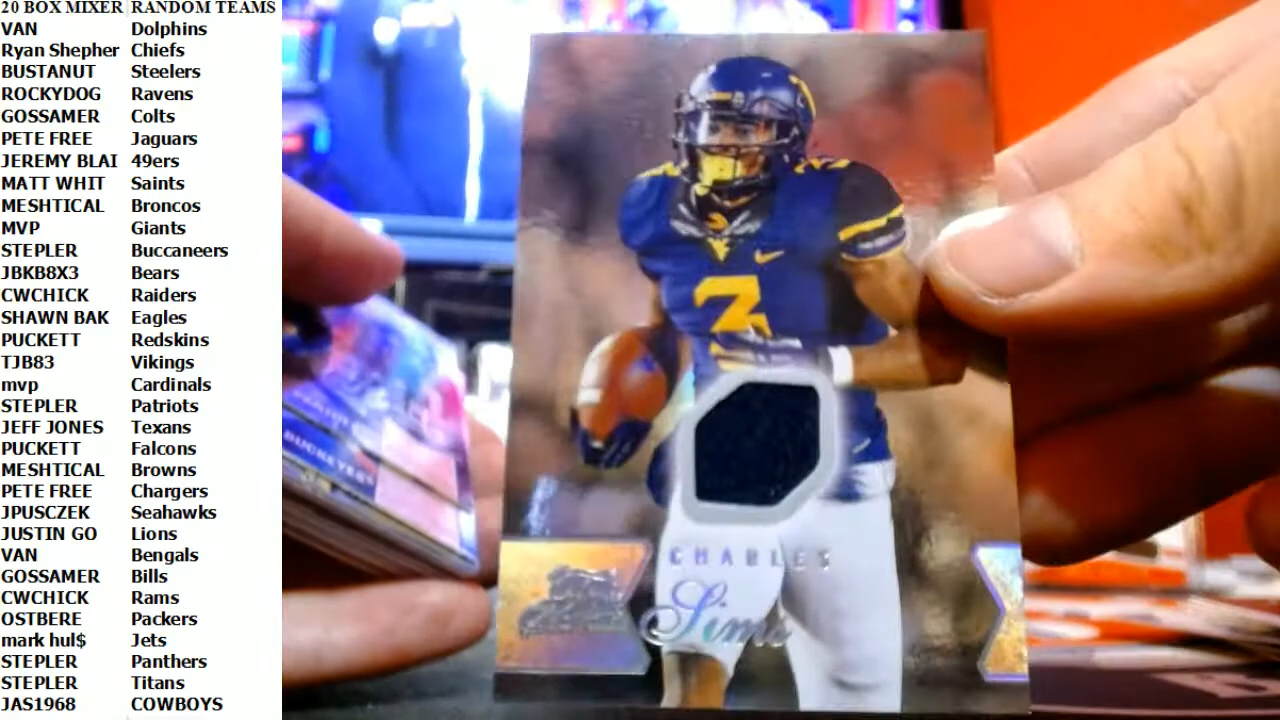 20 BOX MIXER RANDOM TEAMS
VAN Dolphins
Ryan Shepher Chiefs
BUSTANUT Steelers
ROCKYDOG Ravens
GOSSAMER Colts
PETE FREE Jaguars
JEREMY BLAI 49ers
MATT WHIT Saints
MESHTICAL Broncos
MVP Giants
STEPLER Buccaneers
JBKB8X3 Bears
CWCHICK Raiders
SHAWN BAK Eagles
PUCKETT Redskins
TJB83 Vikings
mvp Cardinals
STEPLER Patriots
JEFF JONES Texans
PUCKETT Falcons
MESHTICAL Browns
PETE FREE Chargers
JPUSCZEK Seahawks
JUSTIN GO Lions
VAN Bengals
GOSSAMER Bills
CWCHICK Rams
OSTBERE Packers
mark hul$ Jets
STEPLER Panthers
STEPLER Titans
JAS1968 COWBOYS
3
CHARLES
Sims
BUCKEYES